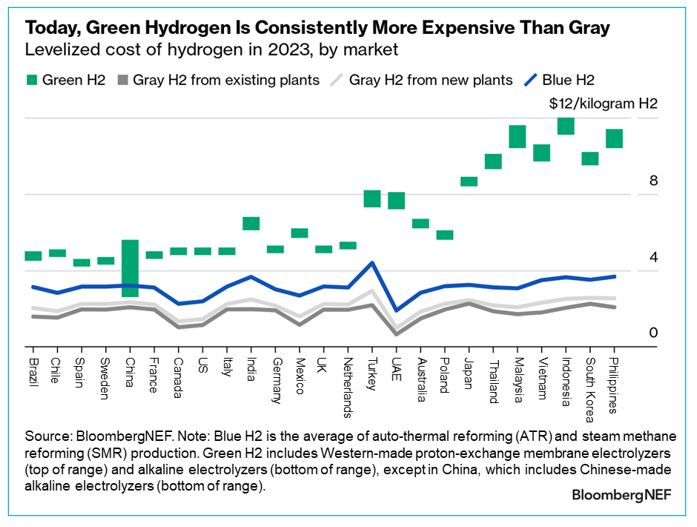 Today, Green Hydrogen Is Consistently More Expensive Than Gray
Levelized cost of hydrogen in 2023, by market
Green H2 Gray H2 from existing plants Gray H2 from new plants Blue H2
$12/kilogram H2
8
4
0
Brazil
Chile
Spain
Sweden
China
France
Canada
US
Italy
India
Germany
Mexico
UK
Netherlands
Turkey
UAE
Australia
Poland
Japan
Thailand
Malaysia
Vietnam
Indonesia
South Korea
Philippines
Source: BloombergNEF. Note: Blue H2 is the average of auto-thermal reforming (ATR) and steam methane
reforming (SMR) production. Green H2 includes Western-made proton-exchange membrane electrolyzers
(top of range) and alkaline electrolyzers (bottom of range), except in China, which includes Chinese-made
alkaline electrolyzers (bottom of range).
BloombergNEF